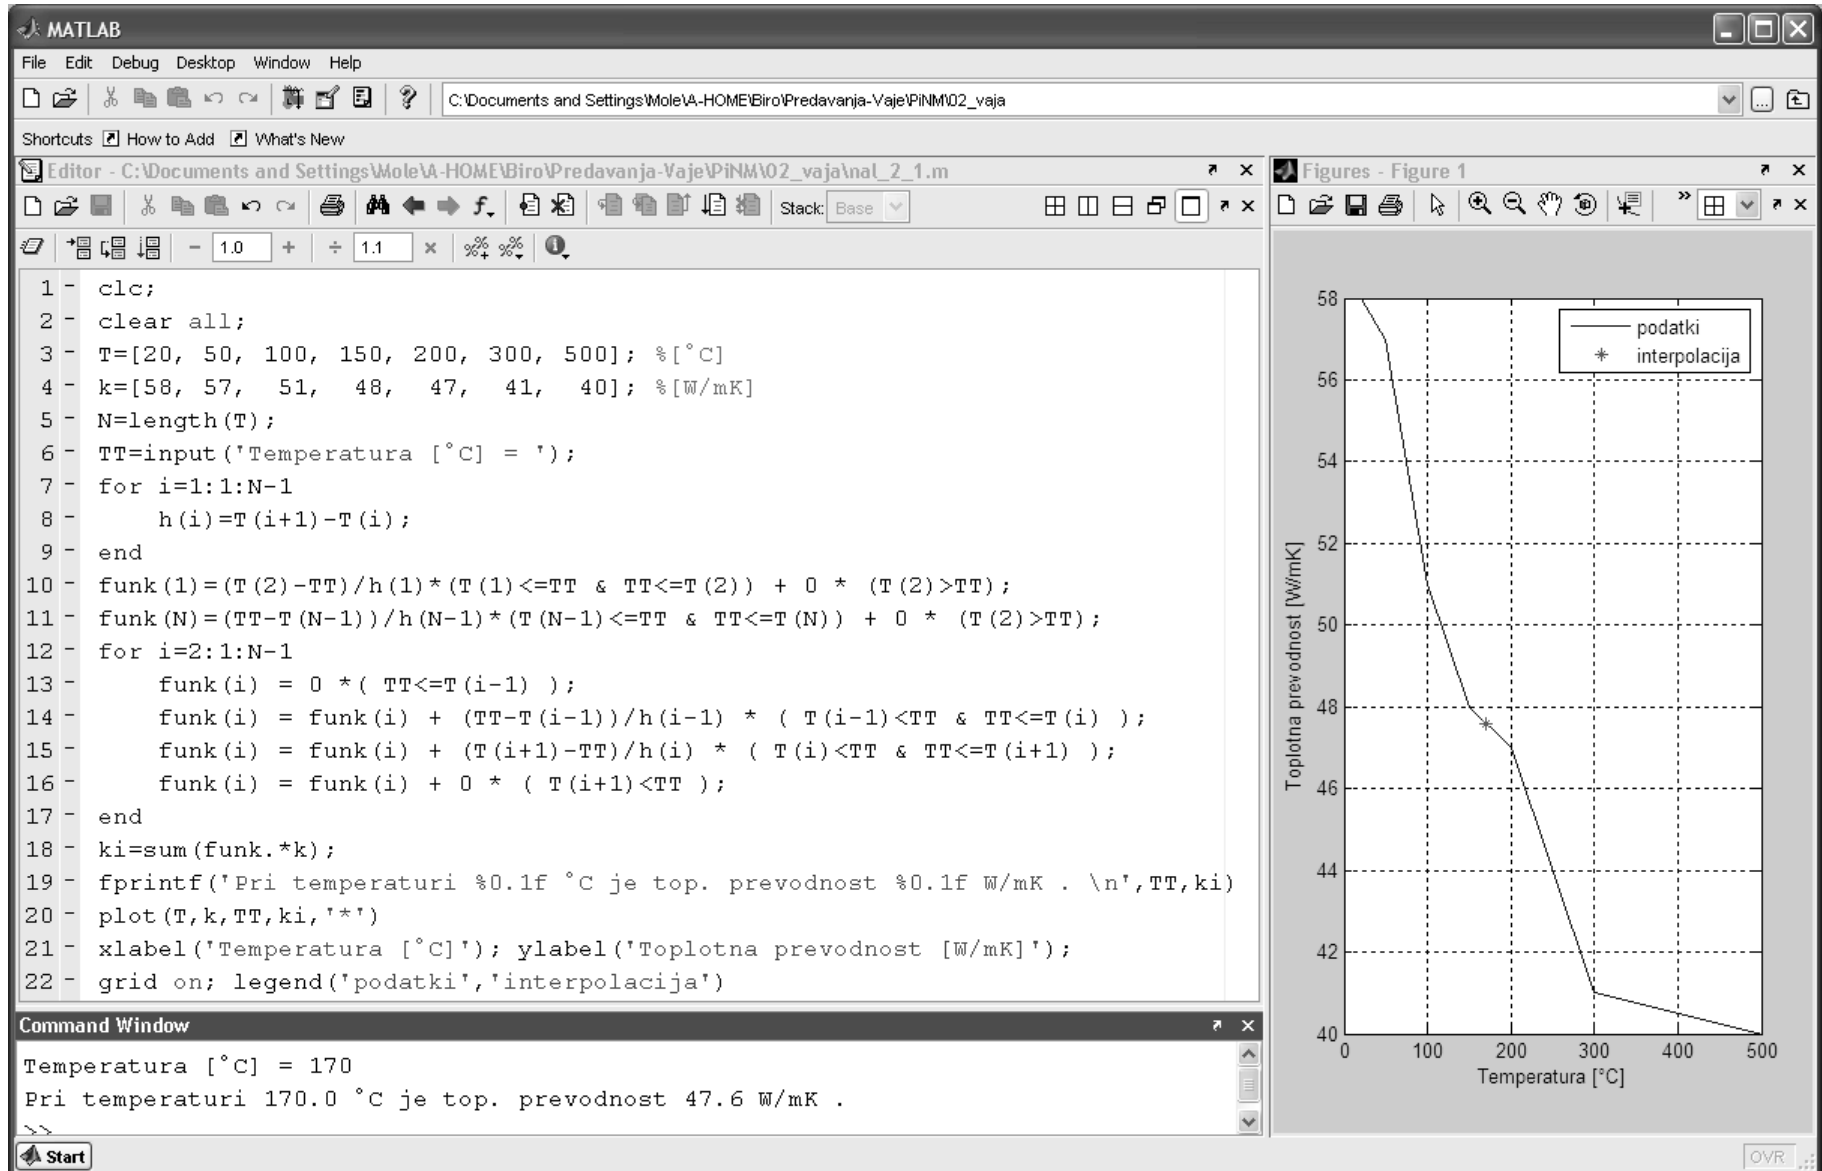 MATLAB
File Edit Debug Desktop Window Help
C:\Documents and Settings\Mole\A-HOME\Biro\Predavanja-Vaje\PiNM\02_vaja
Shortcuts How to Add What's New
Editor - C:\Documents and Settings\Mole\A-HOME\Biro\Predavanja-Vaje\PiNM\02_vaja\nal_2_1.m
Stack: Base
- 1.0 + ÷ 1.1 ×
1 - clc;
2 - clear all;
3 - T=[20, 50, 100, 150, 200, 300, 500]; %[°C]
4 - k=[58, 57, 51, 48, 47, 41, 40]; %[W/mK]
5 - N=length(T);
6 - TT=input('Temperatura [°C] = ');
7 - for i=1:1:N-1
8 - h(i)=T(i+1)-T(i);
9 - end
10 - funk(1)=(T(2)-TT)/h(1)*(T(1)<=TT & TT<=T(2)) + 0 * (T(2)>TT);
11 - funk(N)=(TT-T(N-1))/h(N-1)*(T(N-1)<=TT & TT<=T(N)) + 0 * (T(2)>TT);
12 - for i=2:1:N-1
13 - funk(i) = 0 *( TT<=T(i-1) );
14 - funk(i) = funk(i) + (TT-T(i-1))/h(i-1) * ( T(i-1)<TT & TT<=T(i) );
15 - funk(i) = funk(i) + (T(i+1)-TT)/h(i) * ( T(i)<TT & TT<=T(i+1) );
16 - funk(i) = funk(i) + 0 * ( T(i+1)<TT );
17 - end
18 - ki=sum(funk.*k);
19 - fprintf('Pri temperaturi %0.1f °C je top. prevodnost %0.1f W/mK . \n',TT,ki)
20 - plot(T,k,TT,ki,'*')
21 - xlabel('Temperatura [°C]'); ylabel('Toplotna prevodnost [W/mK]');
22 - grid on; legend('podatki','interpolacija')
Command Window
Temperatura [°C] = 170
Pri temperaturi 170.0 °C je top. prevodnost 47.6 W/mK .
>>
Figures - Figure 1
podatki
interpolacija
58
56
54
52
50
48
46
44
42
40
Toplotna prevodnost [W/mK]
0 100 200 300 400 500
Temperatura [°C]
Start
OVR